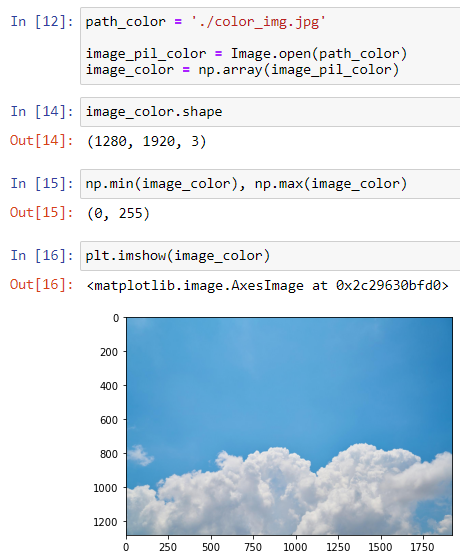 In [12]: path_color = './color_img.jpg'
image_pil_color = Image.open(path_color)
image_color = np.array(image_pil_color)
In [14]: image_color.shape
Out[14]: (1280, 1920, 3)
In [15]: np.min(image_color), np.max(image_color)
Out[15]: (0, 255)
In [16]: plt.imshow(image_color)
Out[16]: <matplotlib.image.AxesImage at 0x2c29630bfd0>
0
200
400
600
800
1000
1200
0 250 500 750 1000 1250 1500 1750